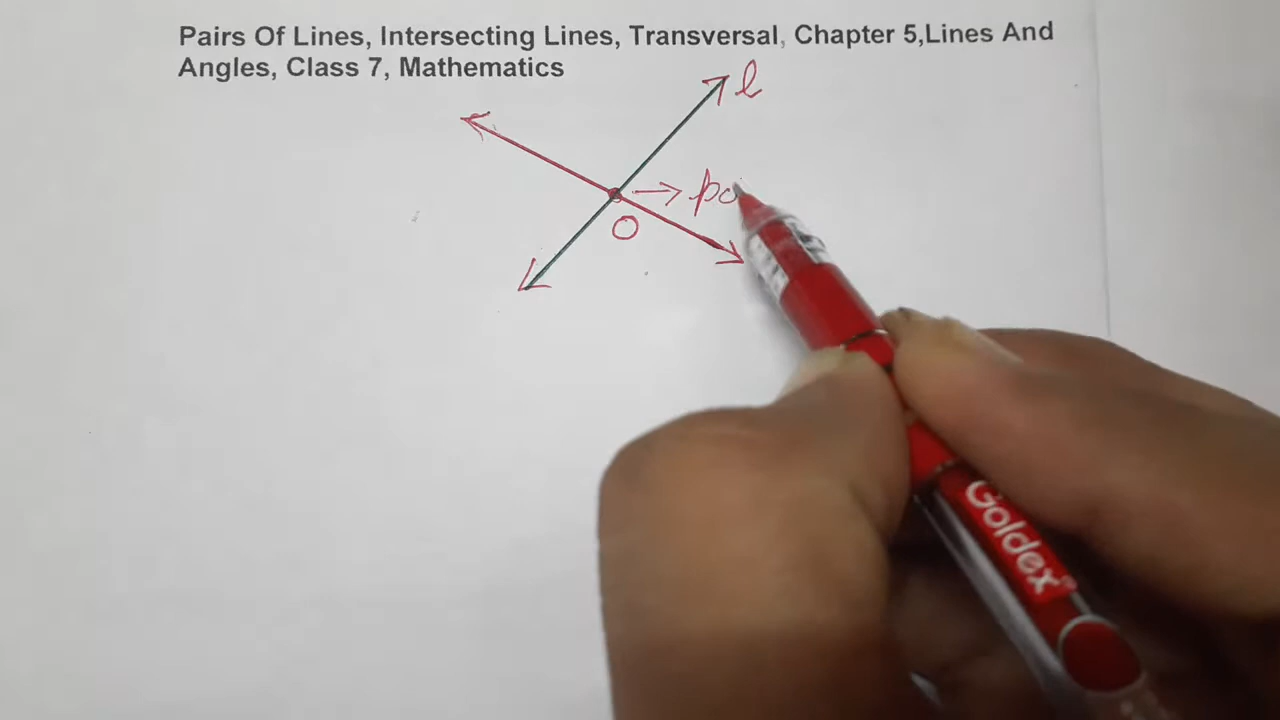 Pairs Of Lines, Intersecting Lines, Transversal, Chapter 5,Lines And
Angles, Class 7, Mathematics
l
→ po
O
Goldex